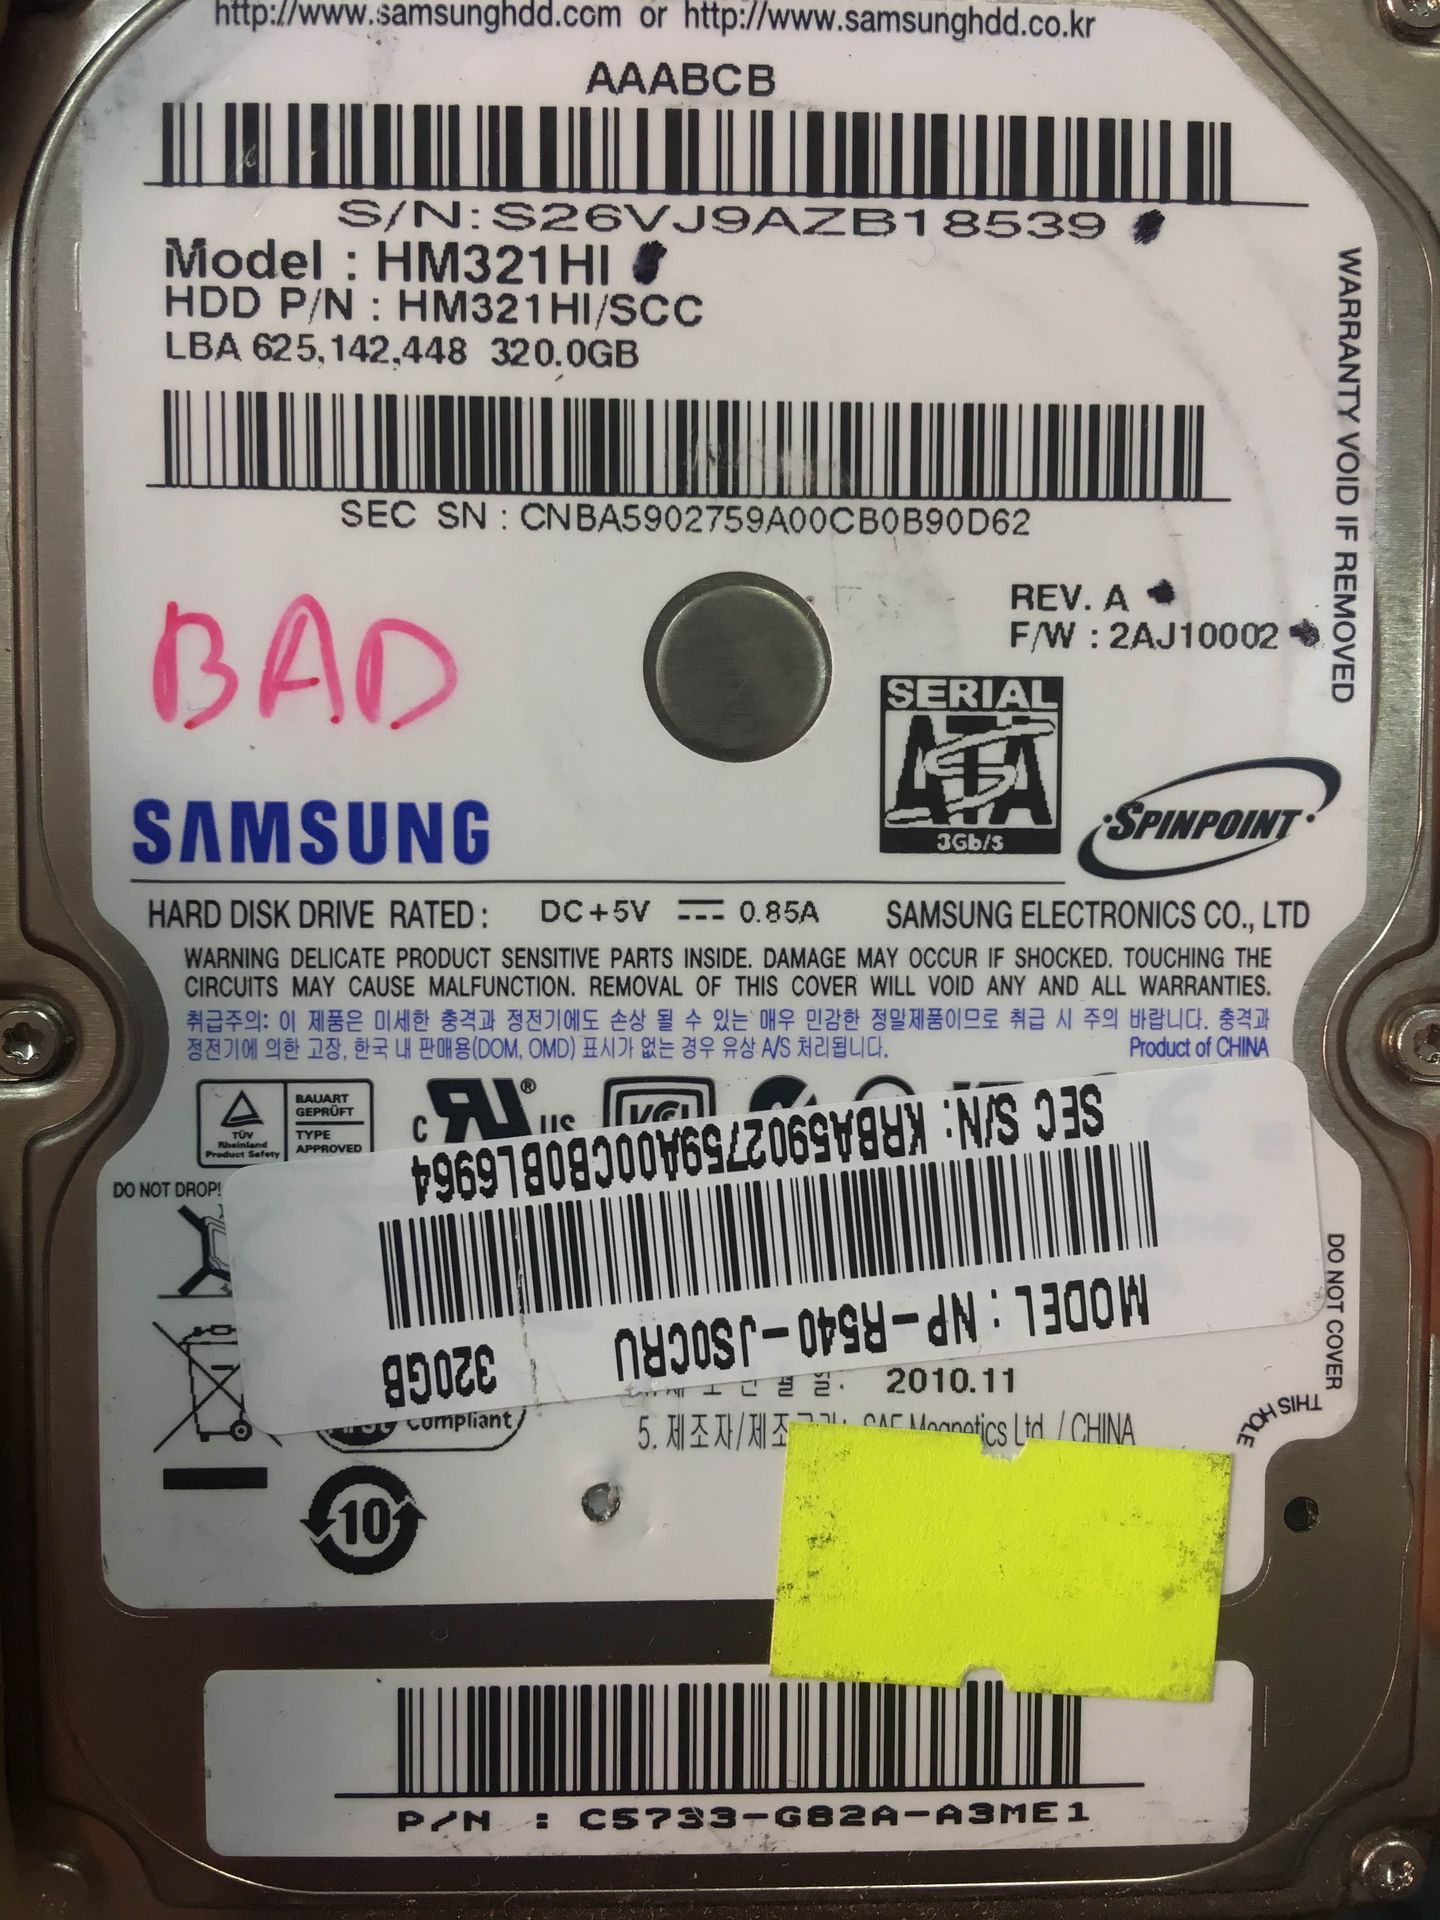 http://www.samsunghdd.com or http://www.samsunghdd.co.kr
AAABCB
S/N:S26VJ9AZB18539
Model : HM321HI
HDD P/N : HM321HI/SCC
LBA 625,142,448 320.0GB
SEC SN : CNBA5902759A00CB0B90D62
WARRANTY VOID IF REMOVED
REV. A
F/W : 2AJ10002
BAD
SERIAL
ATA
3Gb/s
SPINPOINT
SAMSUNG
HARD DISK DRIVE RATED : DC+5V 0.85A SAMSUNG ELECTRONICS CO., LTD
WARNING DELICATE PRODUCT SENSITIVE PARTS INSIDE. DAMAGE MAY OCCUR IF SHOCKED. TOUCHING THE
CIRCUITS MAY CAUSE MALFUNCTION. REMOVAL OF THIS COVER WILL VOID ANY AND ALL WARRANTIES.
취급주의: 이 제품은 미세한 충격과 정전기에도 손상 될 수 있는 매우 민감한 정밀제품이므로 취급 시 주의 바랍니다. 충격과
정전기에 의한 고장, 한국 내 판매용(DOM, OMD) 표시가 없는 경우 유상 A/S 처리됩니다. Product of CHINA
TÜV
Rheinland
Product Safety
BAUART
GEPRÜFT
TYPE
APPROVED
C US ®
SEC S/N: KRBA5902759A00CB0BL6964
MODEL : NP-R540-JS0CRU 320GB
DO NOT DROP!
DO NOT COVER
THIS HOLE
2010.11
Compliant
5. 제조자/제조 Magnetics Ltd. / CHINA
10
P/N : C5733-G82A-A3ME1